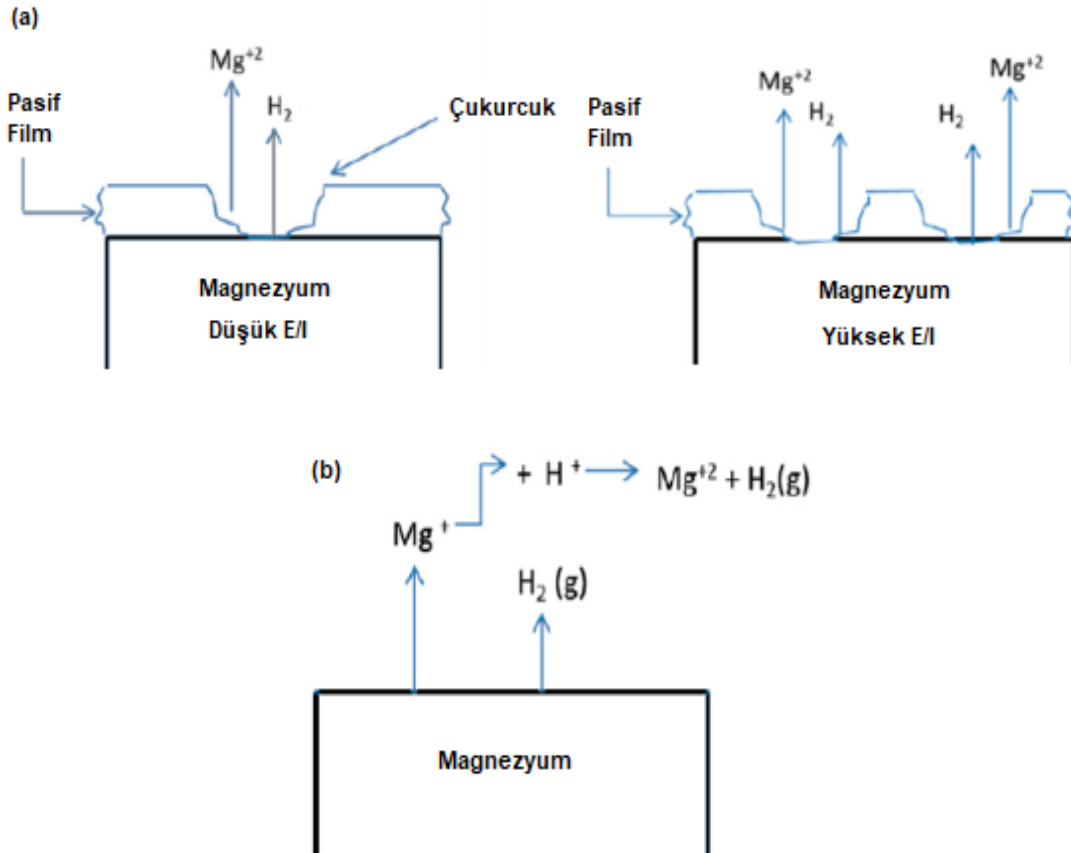 (a)
Pasif
Film
Mg⁺²
H₂
Çukurcuk
Magnezyum
Düşük E/I
Pasif
Film
Mg⁺²
H₂
H₂
Mg⁺²
Magnezyum
Yüksek E/I
(b)
+ H⁺ → Mg⁺² + H₂(g)
Mg⁺
H₂ (g)
Magnezyum